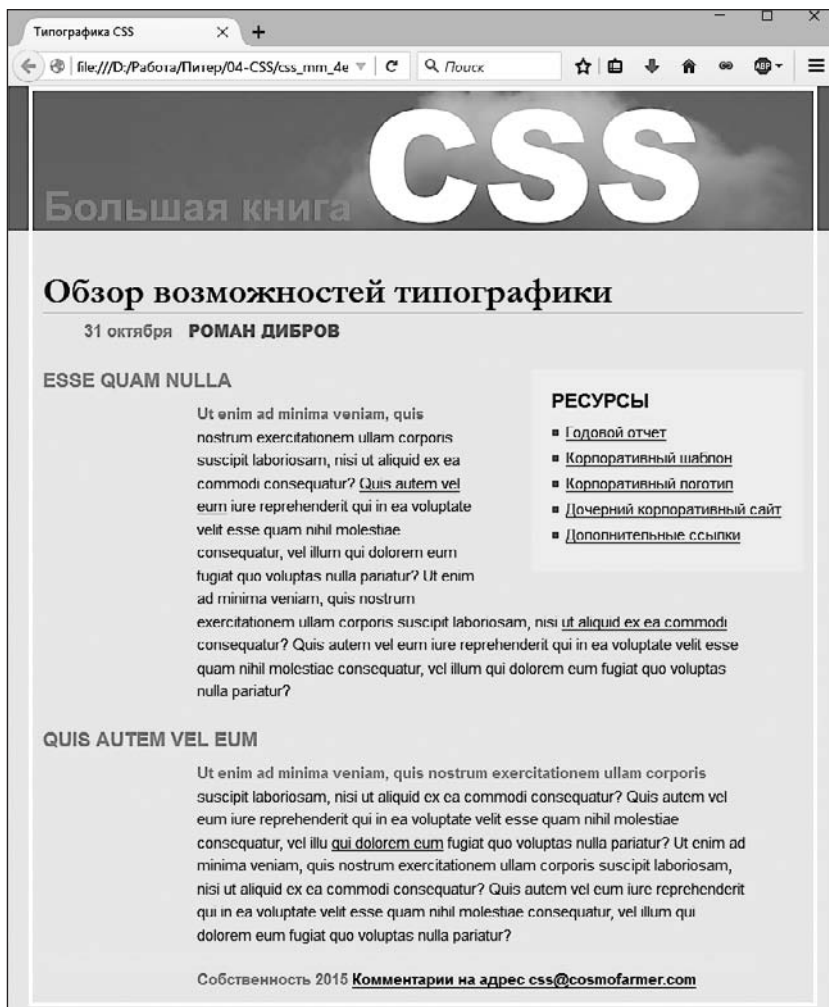 Типографика CSS
file:///D:/Работа/Питер/04-CSS/css_mm_4e
Поиск
ABP
Большая книга CSS
Обзор возможностей типографики
31 октября РОМАН ДИБРОВ
ESSE QUAM NULLA
Ut enim ad minima veniam, quis
nostrum exercitationem ullam corporis
suscipit laboriosam, nisi ut aliquid ex ea
commodi consequatur? Quis autem vel
eum iure reprehenderit qui in ea voluptate
velit esse quam nihil molestiae
consequatur, vel illum qui dolorem eum
fugiat quo voluptas nulla pariatur? Ut enim
ad minima veniam, quis nostrum
exercitationem ullam corporis suscipit laboriosam, nisi ut aliquid ex ea commodi
consequatur? Quis autem vel eum iure reprehenderit qui in ea voluptate velit esse
quam nihil molestiae consequatur, vel illum qui dolorem eum fugiat quo voluptas
nulla pariatur?
РЕСУРСЫ
Годовой отчет
Корпоративный шаблон
Корпоративный логотип
Дочерний корпоративный сайт
Дополнительные ссылки
QUIS AUTEM VEL EUM
Ut enim ad minima veniam, quis nostrum exercitationem ullam corporis
suscipit laboriosam, nisi ut aliquid ex ea commodi consequatur? Quis autem vel
eum iure reprehenderit qui in ea voluptate velit esse quam nihil molestiae
consequatur, vel illu qui dolorem eum fugiat quo voluptas nulla pariatur? Ut enim ad
minima veniam, quis nostrum exercitationem ullam corporis suscipit laboriosam,
nisi ut aliquid ex ea commodi consequatur? Quis autem vel eum iure reprehenderit
qui in ea voluptate velit esse quam nihil molestiae consequatur, vel illum qui
dolorem eum fugiat quo voluptas nulla pariatur?
Собственность 2015 Комментарии на адрес css@cosmofarmer.com